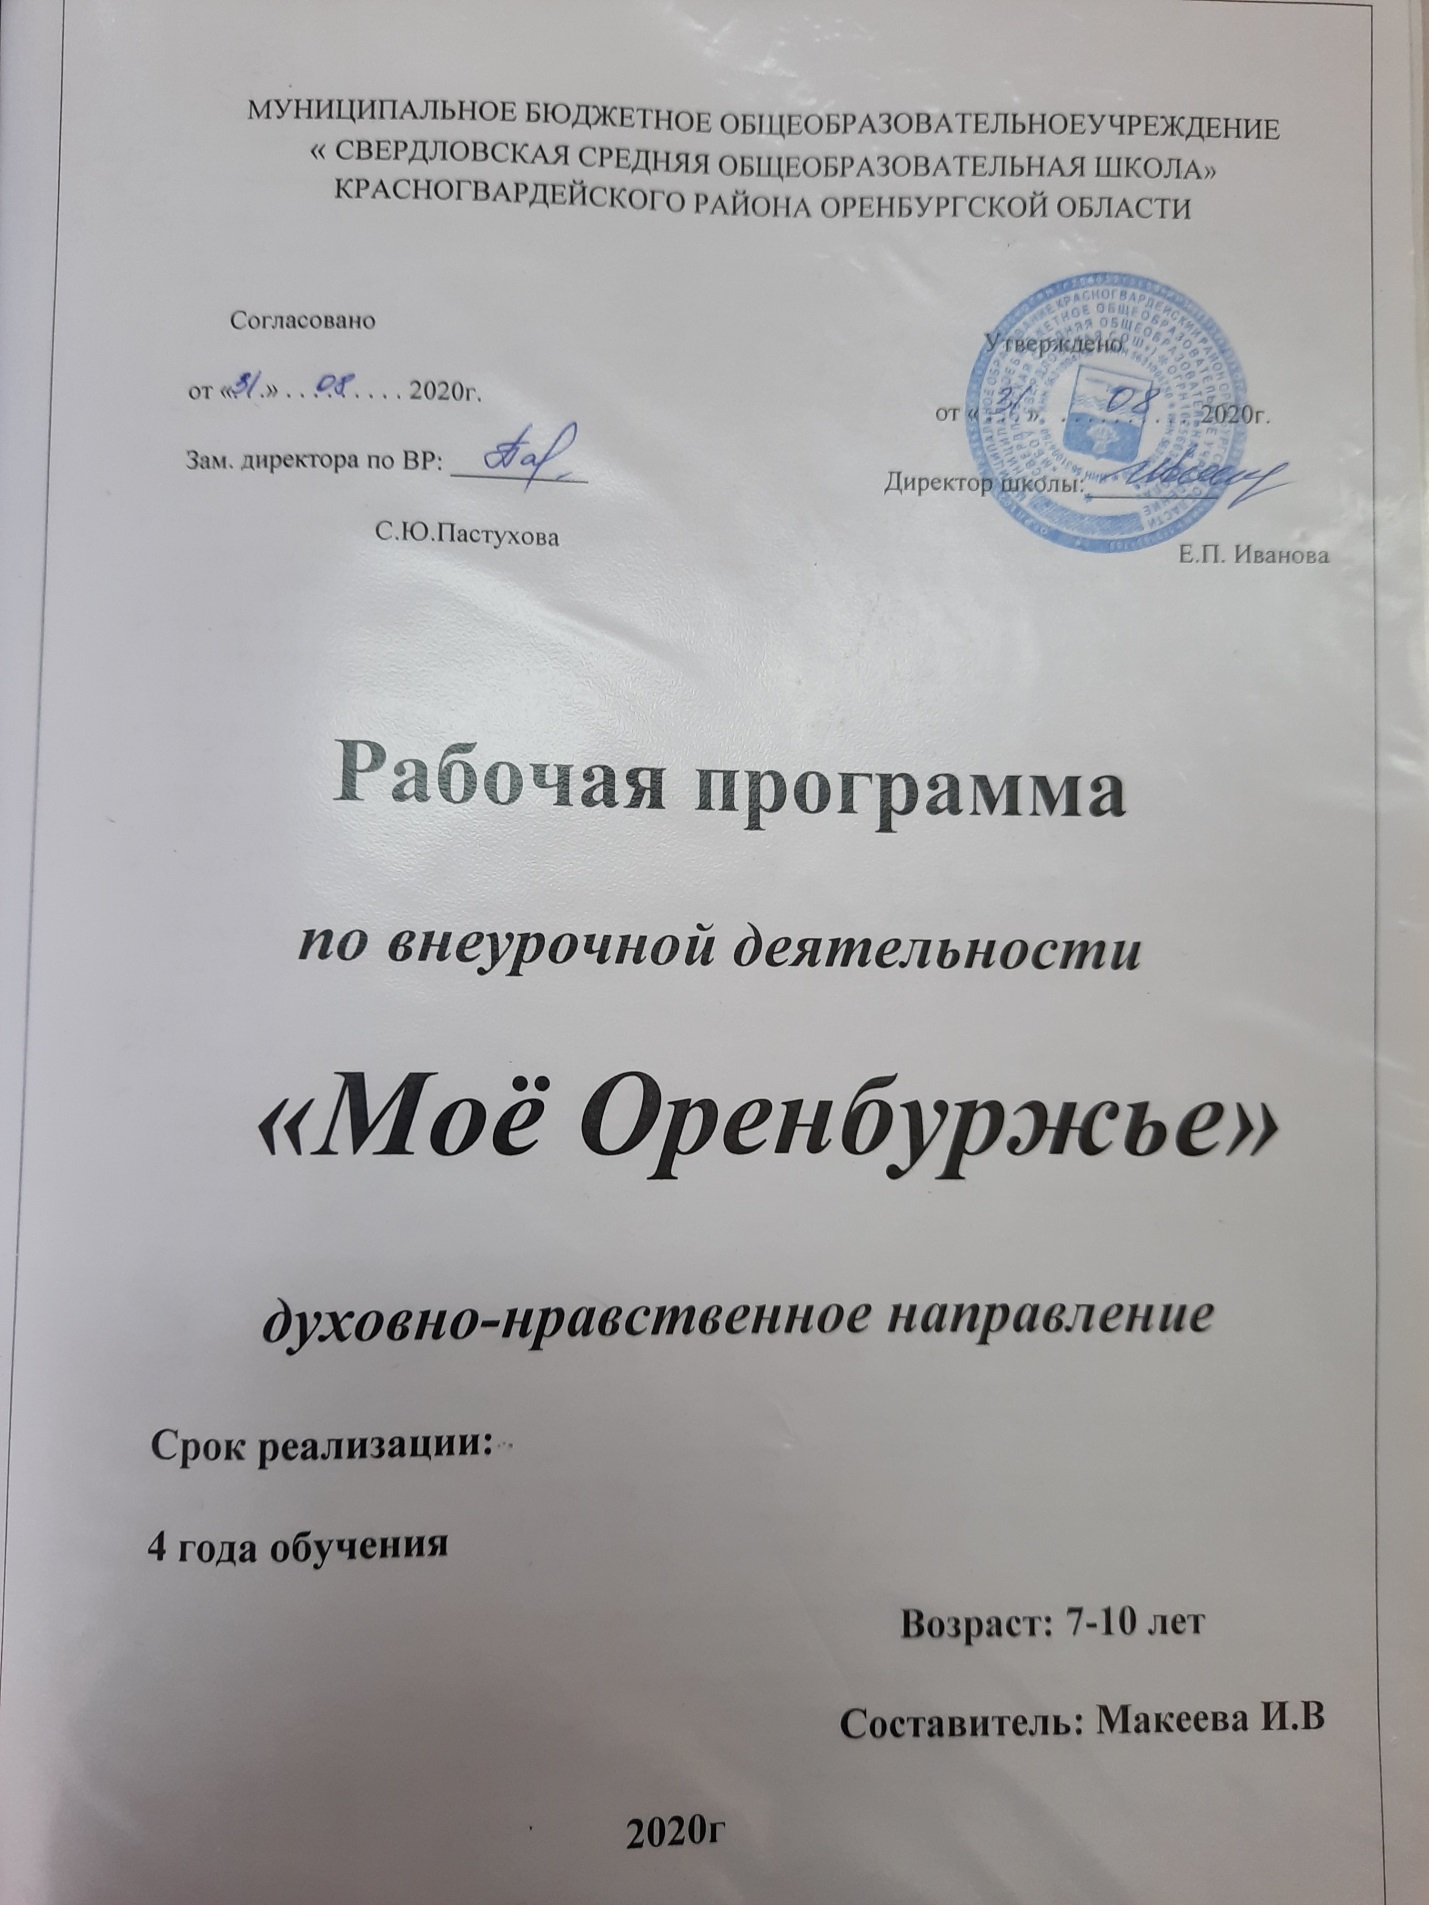 МУНИЦИПАЛЬНОЕ БЮДЖЕТНОЕ ОБЩЕОБРАЗОВАТЕЛЬНОЕУЧРЕЖДЕНИЕ
« СВЕРДЛОВСКАЯ СРЕДНЯЯ ОБЩЕОБРАЗОВАТЕЛЬНАЯ ШКОЛА»
КРАСНОГВАРДЕЙСКОГО РАЙОНА ОРЕНБУРГСКОЙ ОБЛАСТИ
Согласовано
от «31.» . . .08. . . . . 2020г.
Зам. директора по ВР:
С.Ю.Пастухова
Утверждено
от « 31 » . . 08 . . . 2020г.
Директор школы:
Е.П. Иванова
Рабочая программа
по внеурочной деятельности
«Моё Оренбуржье»
духовно-нравственное направление
Срок реализации:
4 года обучения
Возраст: 7-10 лет
Составитель: Макеева И.В
2020г